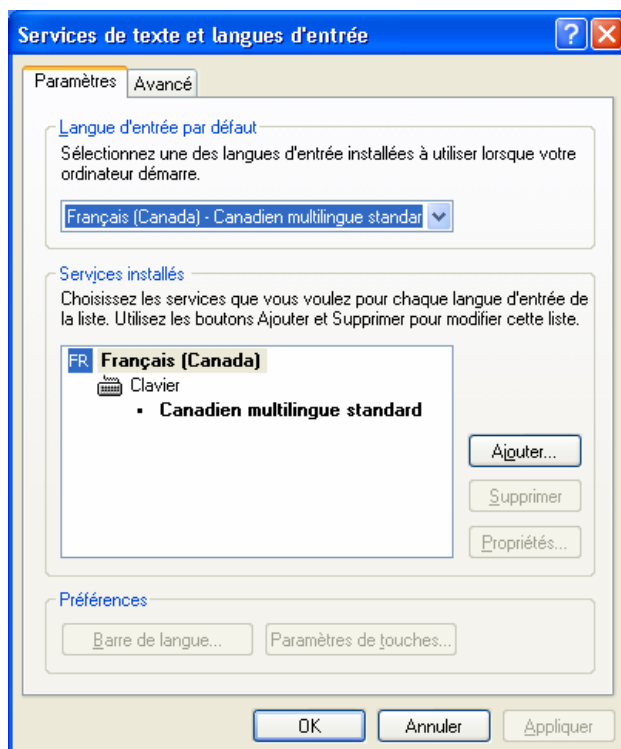 Services de texte et langues d'entrée
Paramètres
Avancé
Langue d'entrée par défaut
Sélectionnez une des langues d'entrée installées à utiliser lorsque votre
ordinateur démarre.
Français (Canada) - Canadien multilingue standar
Services installés
Choisissez les services que vous voulez pour chaque langue d'entrée de
la liste. Utilisez les boutons Ajouter et Supprimer pour modifier cette liste.
FR Français (Canada)
Clavier
Canadien multilingue standard
Ajouter...
Supprimer
Propriétés...
Préférences
Barre de langue...
Paramètres de touches...
OK
Annuler
Appliquer